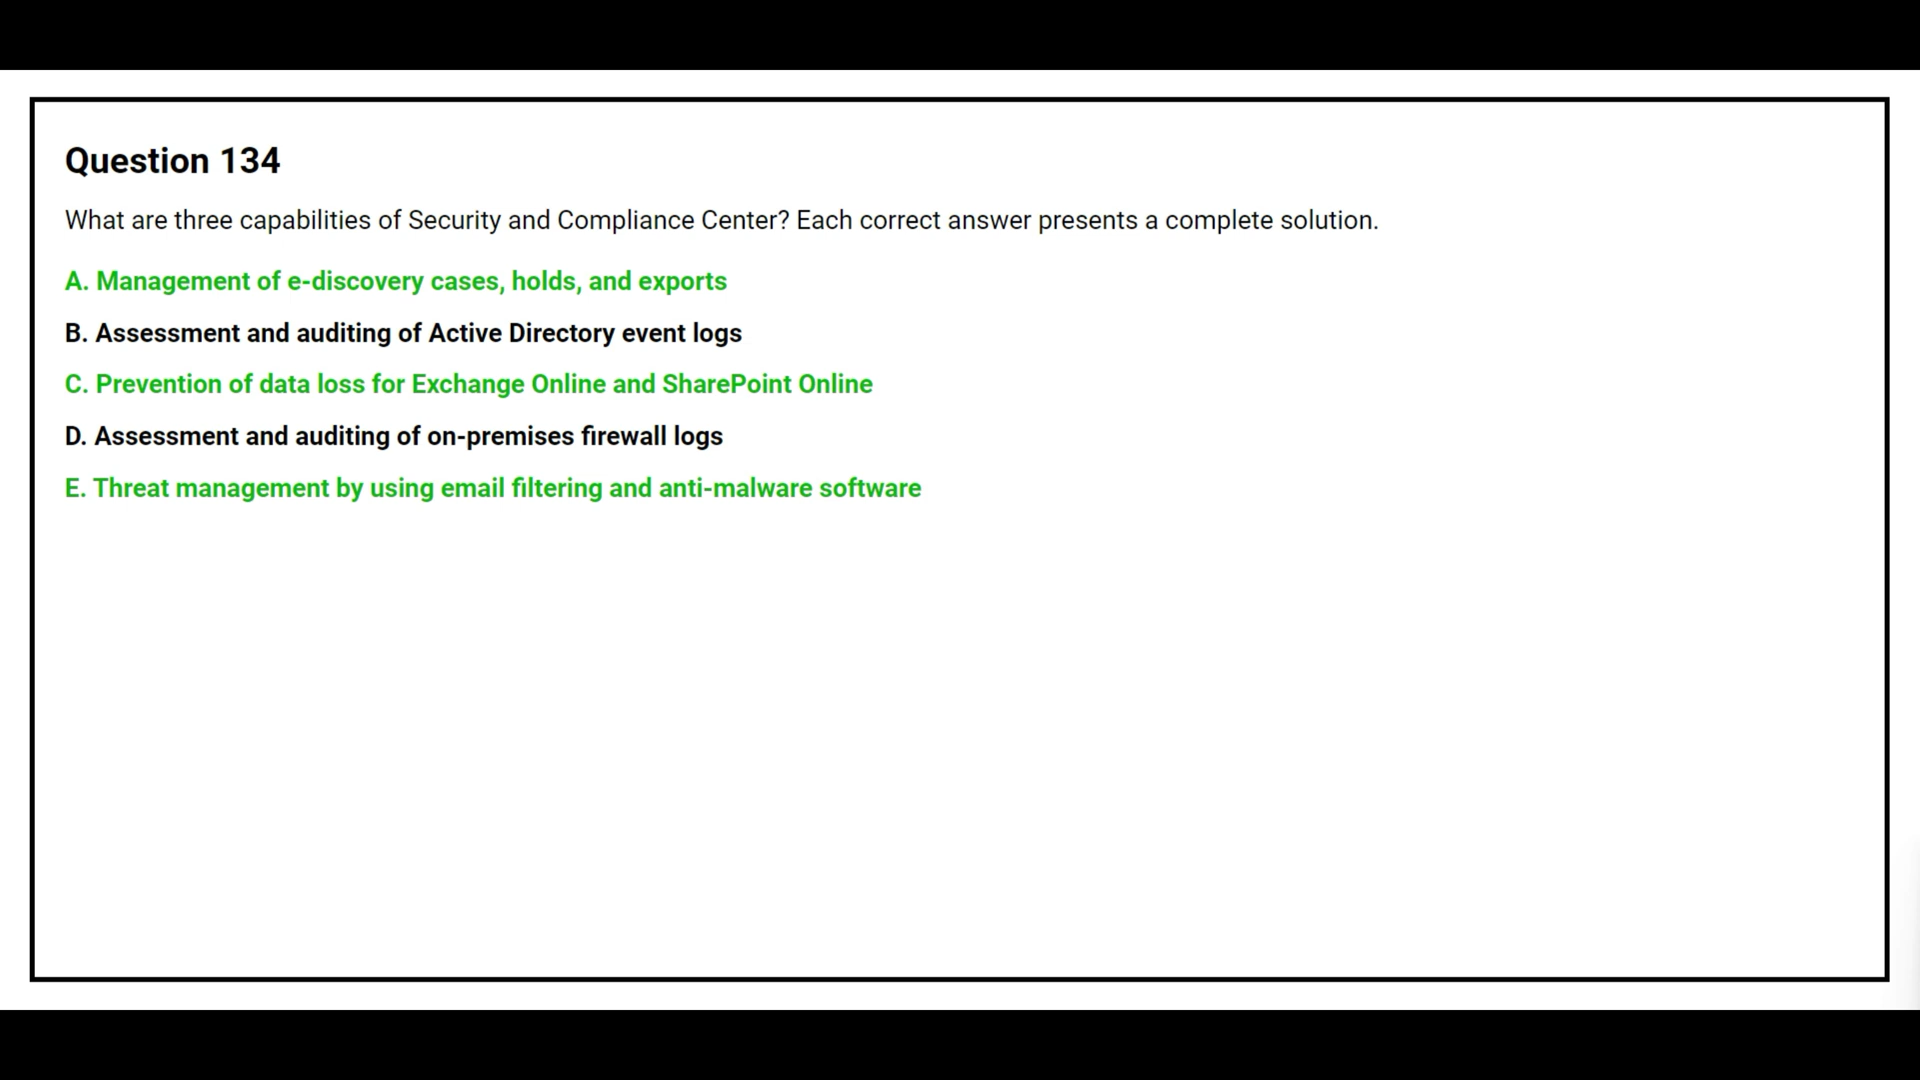 Question 134
What are three capabilities of Security and Compliance Center? Each correct answer presents a complete solution.
A. Management of e-discovery cases, holds, and exports
B. Assessment and auditing of Active Directory event logs
C. Prevention of data loss for Exchange Online and SharePoint Online
D. Assessment and auditing of on-premises firewall logs
E. Threat management by using email filtering and anti-malware software